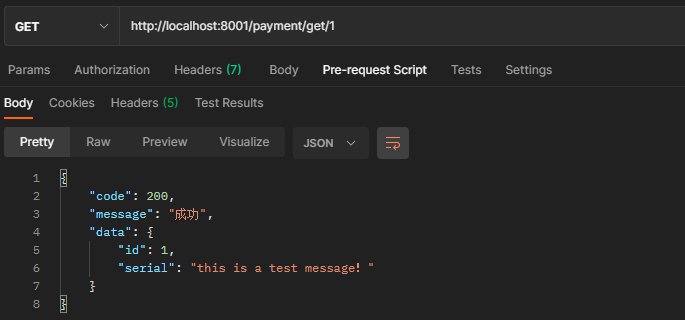 GET http://localhost:8001/payment/get/1
Params Authorization Headers (7) Body Pre-request Script Tests Settings
Body Cookies Headers (5) Test Results
Pretty Raw Preview Visualize JSON
1 {
2 "code": 200,
3 "message": "成功",
4 "data": {
5 "id": 1,
6 "serial": "this is a test message! "
7 }
8 }